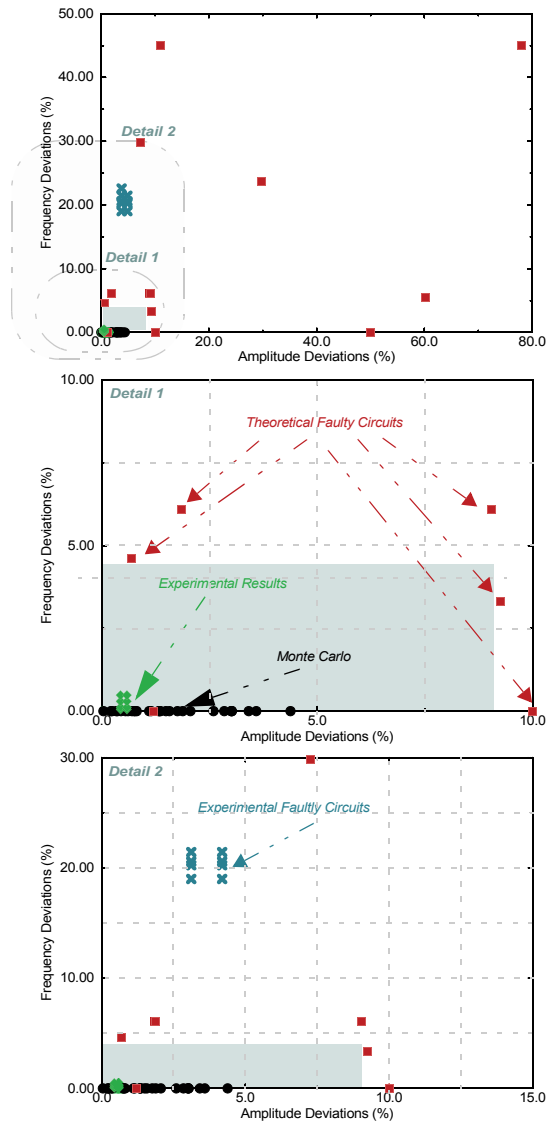 50.00
40.00
30.00
20.00
10.00
0.00
Frequency Deviations (%)
Detail 2
Detail 1
0.0
20.0
40.0
60.0
80.0
Amplitude Deviations (%)
10.00
5.00
0.00
Frequency Deviations (%)
Detail 1
Theoretical Faulty Circuits
Experimental Results
Monte Carlo
0.0
5.0
10.0
Amplitude Deviations (%)
30.00
20.00
10.00
0.00
Frequency Deviations (%)
Detail 2
Experimental Faultly Circuits
0.0
5.0
10.0
15.0
Amplitude Deviations (%)